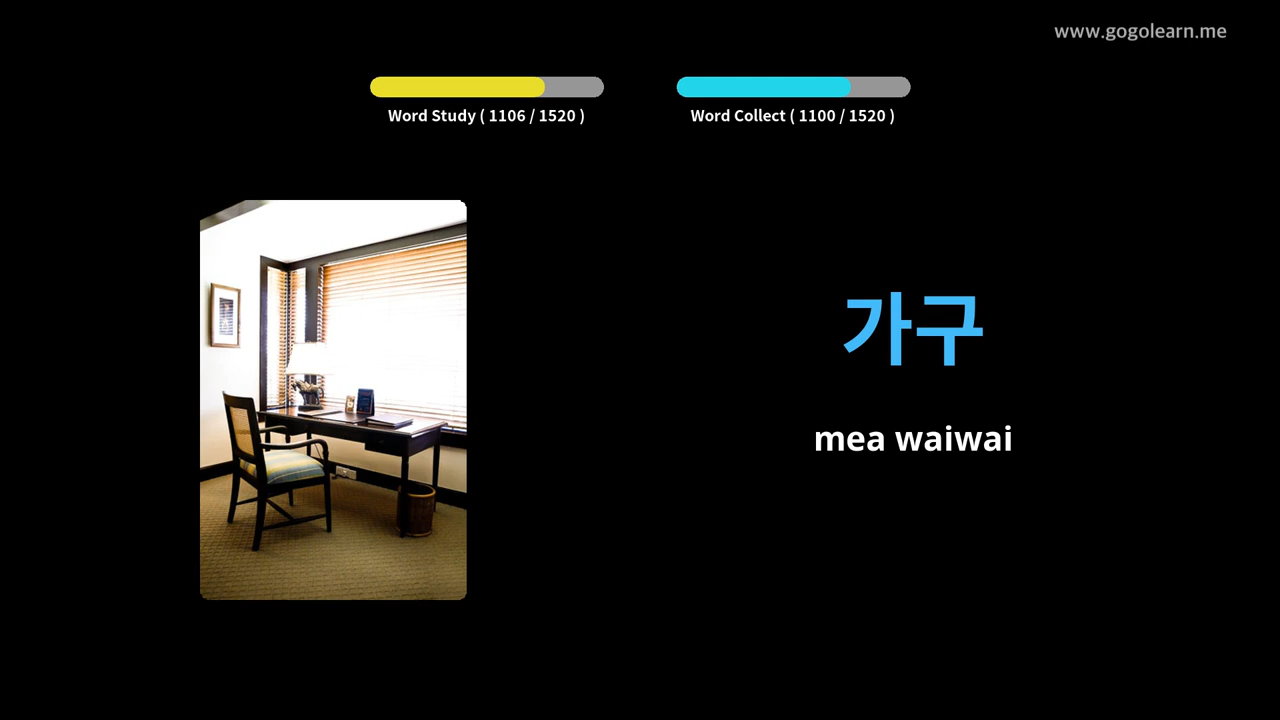 www.gogolearn.me
Word Study ( 1106 / 1520 )
Word Collect ( 1100 / 1520 )
가구
mea waiwai